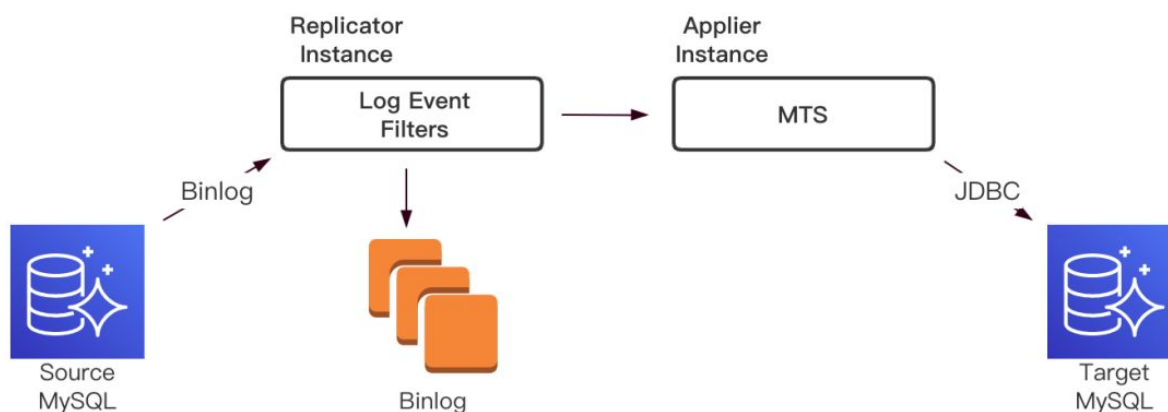 Replicator
Instance
Applier
Instance
Log Event
Filters
MTS
Binlog
JDBC
Source
MySQL
Binlog
Target
MySQL